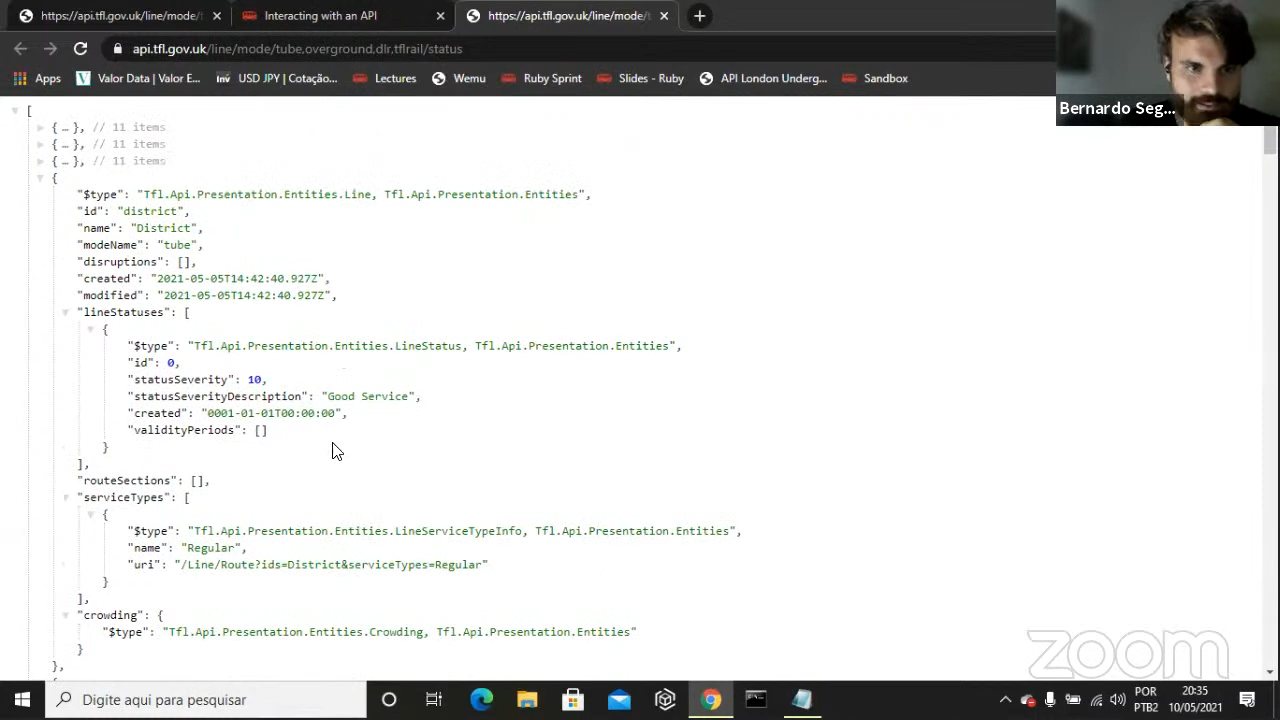 https://api.tfl.gov.uk/line/mode/t
Interacting with an API
https://api.tfl.gov.uk/line/mode/t
api.tfl.gov.uk/line/mode/tube,overground,dlr,tflrail/status
Apps Valor Data | Valor E... USD JPY | Cotação... Lectures Wemu Ruby Sprint Slides - Ruby API London Underg... Sandbox
Bernardo Seg...
[
{ … }, // 11 items
{ … }, // 11 items
{ … }, // 11 items
{
"$type": "Tfl.Api.Presentation.Entities.Line, Tfl.Api.Presentation.Entities",
"id": "district",
"name": "District",
"modeName": "tube",
"disruptions": [],
"created": "2021-05-05T14:42:40.927Z",
"modified": "2021-05-05T14:42:40.927Z",
"lineStatuses": [
{
"$type": "Tfl.Api.Presentation.Entities.LineStatus, Tfl.Api.Presentation.Entities",
"id": 0,
"statusSeverity": 10,
"statusSeverityDescription": "Good Service",
"created": "0001-01-01T00:00:00",
"validityPeriods": []
}
],
"routeSections": [],
"serviceTypes": [
{
"$type": "Tfl.Api.Presentation.Entities.LineServiceTypeInfo, Tfl.Api.Presentation.Entities",
"name": "Regular",
"uri": "/Line/Route?ids=District&serviceTypes=Regular"
}
],
"crowding": {
"$type": "Tfl.Api.Presentation.Entities.Crowding, Tfl.Api.Presentation.Entities"
}
},
zoom
Digite aqui para pesquisar
POR
PTB2
20:35
10/05/2021